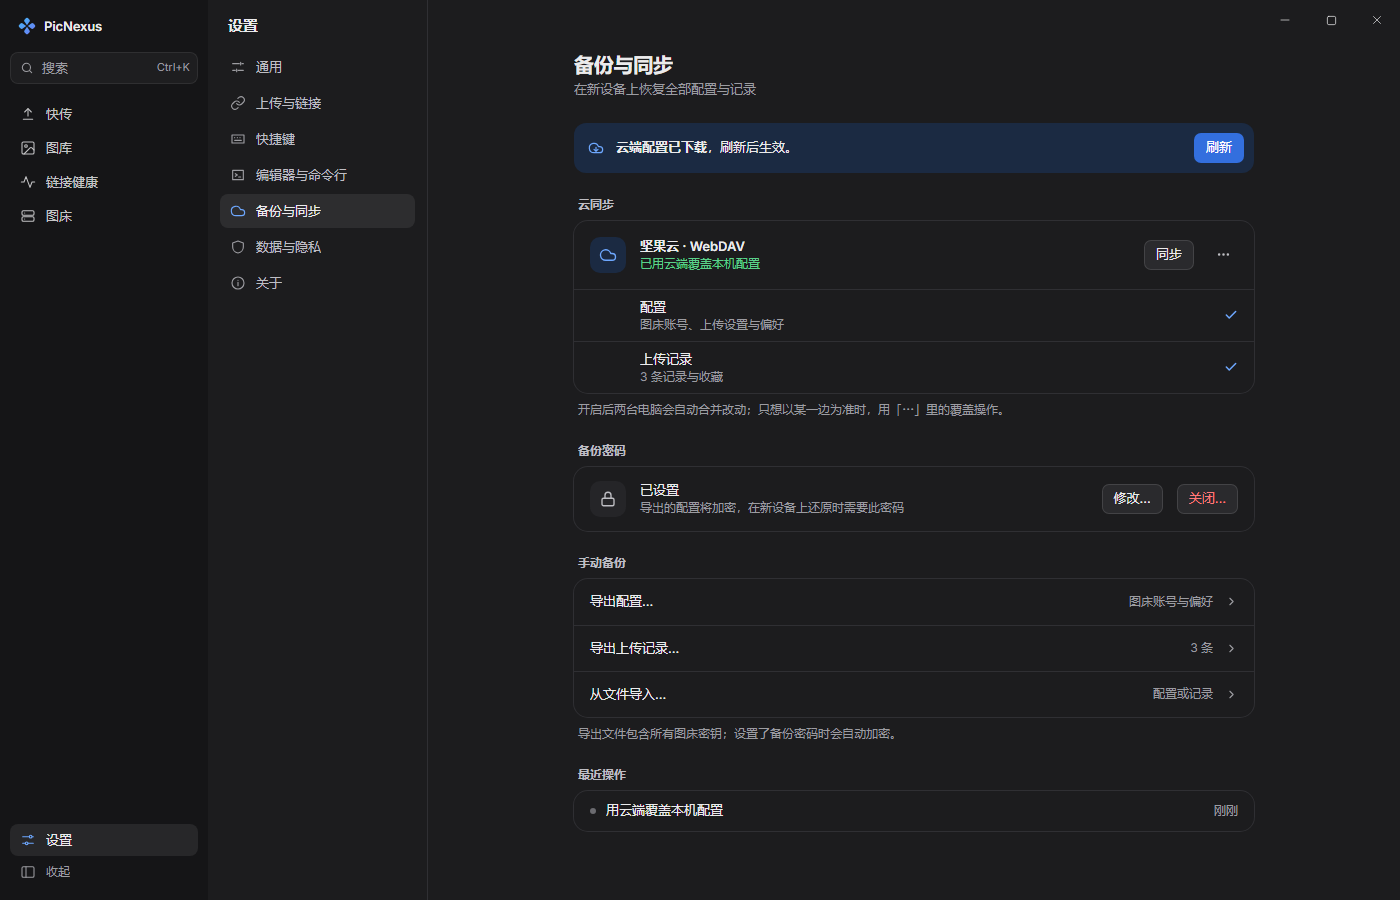 PicNexus
搜索 Ctrl+K
快传
图库
链接健康
图床
设置
收起
设置
通用
上传与链接
快捷键
编辑器与命令行
备份与同步
数据与隐私
关于
备份与同步
在新设备上恢复全部配置与记录
云端配置已下载，刷新后生效。 刷新
云同步
坚果云 · WebDAV
已用云端覆盖本机配置
同步 ···
配置
图床账号、上传设置与偏好
上传记录
3 条记录与收藏
开启后两台电脑会自动合并改动；只想以某一边为准时，用「···」里的覆盖操作。
备份密码
已设置
导出的配置将加密，在新设备上还原时需要此密码
修改... 关闭...
手动备份
导出配置... 图床账号与偏好
导出上传记录... 3 条
从文件导入... 配置或记录
导出文件包含所有图床密钥；设置了备份密码时会自动加密。
最近操作
用云端覆盖本机配置 刚刚